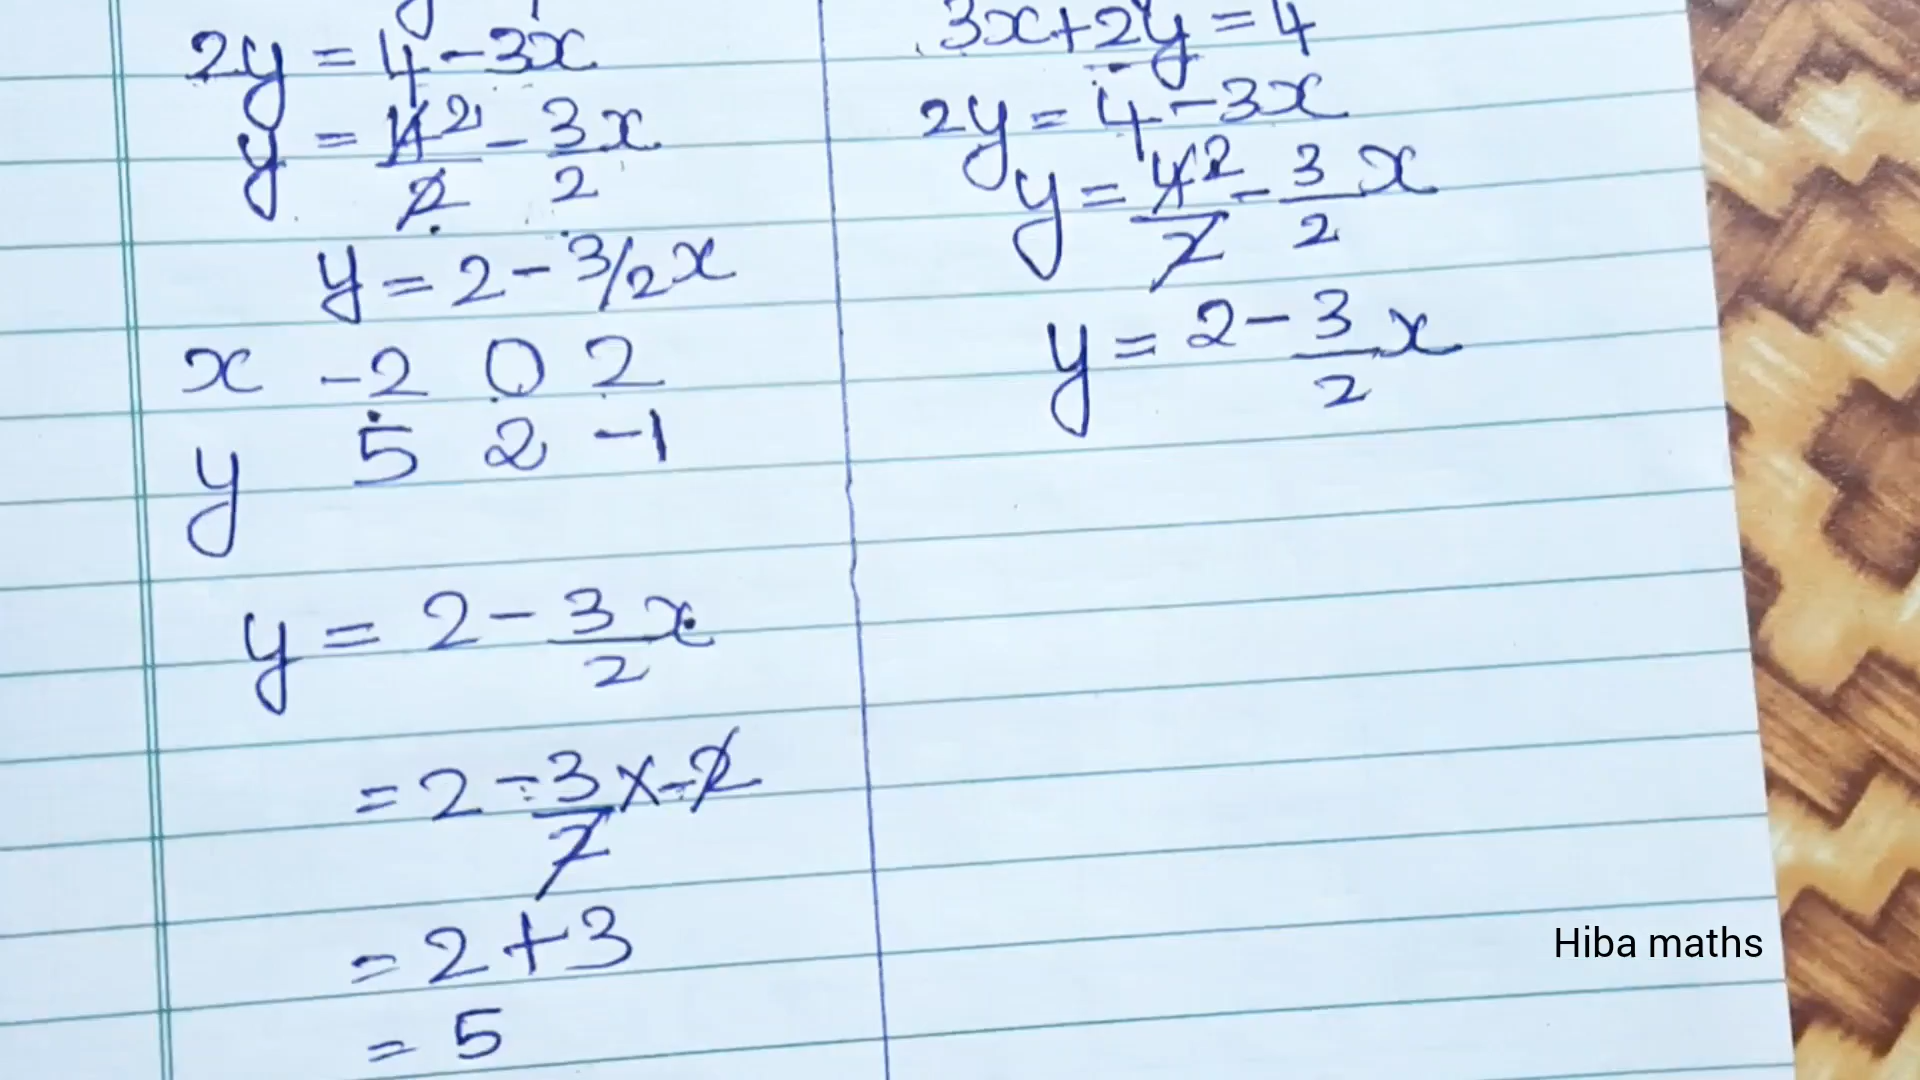 2y = 4 - 3x
y = 4²/2 - 3/2 x
y = 2 - 3/2 x
x -2 0 2
y 5 2 -1
y = 2 - 3/2 x
= 2 - 3/2 x -2
= 2 + 3
= 5
3x + 2y = 4
2y = 4 - 3x
y = 4²/2 - 3/2 x
y = 2 - 3/2 x
Hiba maths